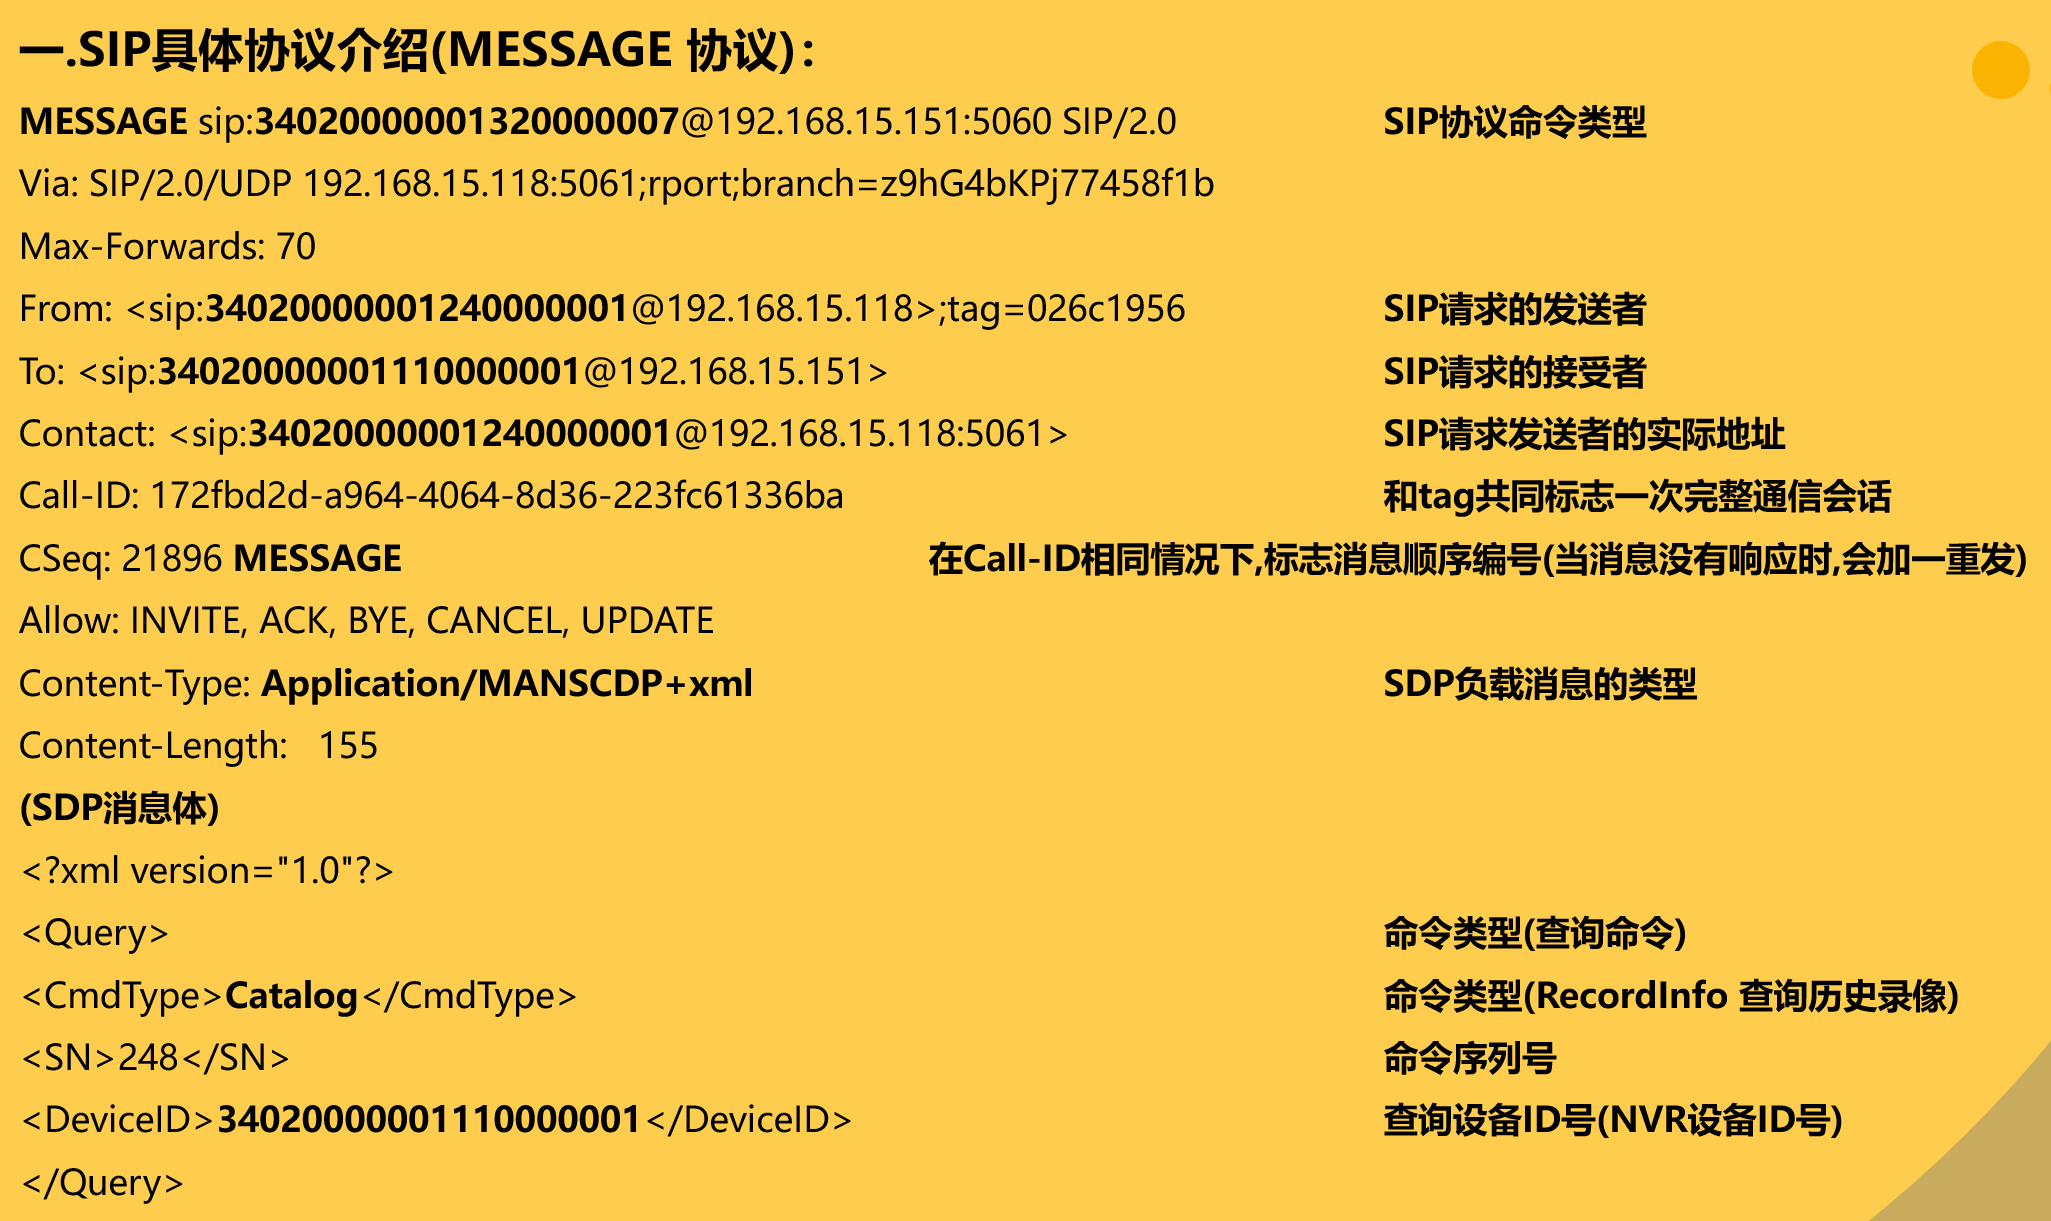 一.SIP具体协议介绍(MESSAGE 协议)：
MESSAGE sip:34020000001320000007@192.168.15.151:5060 SIP/2.0 SIP协议命令类型
Via: SIP/2.0/UDP 192.168.15.118:5061;rport;branch=z9hG4bKPj77458f1b
Max-Forwards: 70
From: <sip:34020000001240000001@192.168.15.118>;tag=026c1956 SIP请求的发送者
To: <sip:34020000001110000001@192.168.15.151> SIP请求的接受者
Contact: <sip:34020000001240000001@192.168.15.118:5061> SIP请求发送者的实际地址
Call-ID: 172fbd2d-a964-4064-8d36-223fc61336ba 和tag共同标志一次完整通信会话
CSeq: 21896 MESSAGE 在Call-ID相同情况下,标志消息顺序编号(当消息没有响应时,会加一重发)
Allow: INVITE, ACK, BYE, CANCEL, UPDATE
Content-Type: Application/MANSCDP+xml SDP负载消息的类型
Content-Length: 155
(SDP消息体)
<?xml version="1.0"?>
<Query> 命令类型(查询命令)
<CmdType>Catalog</CmdType> 命令类型(RecordInfo 查询历史录像)
<SN>248</SN> 命令序列号
<DeviceID>34020000001110000001</DeviceID> 查询设备ID号(NVR设备ID号)
</Query>